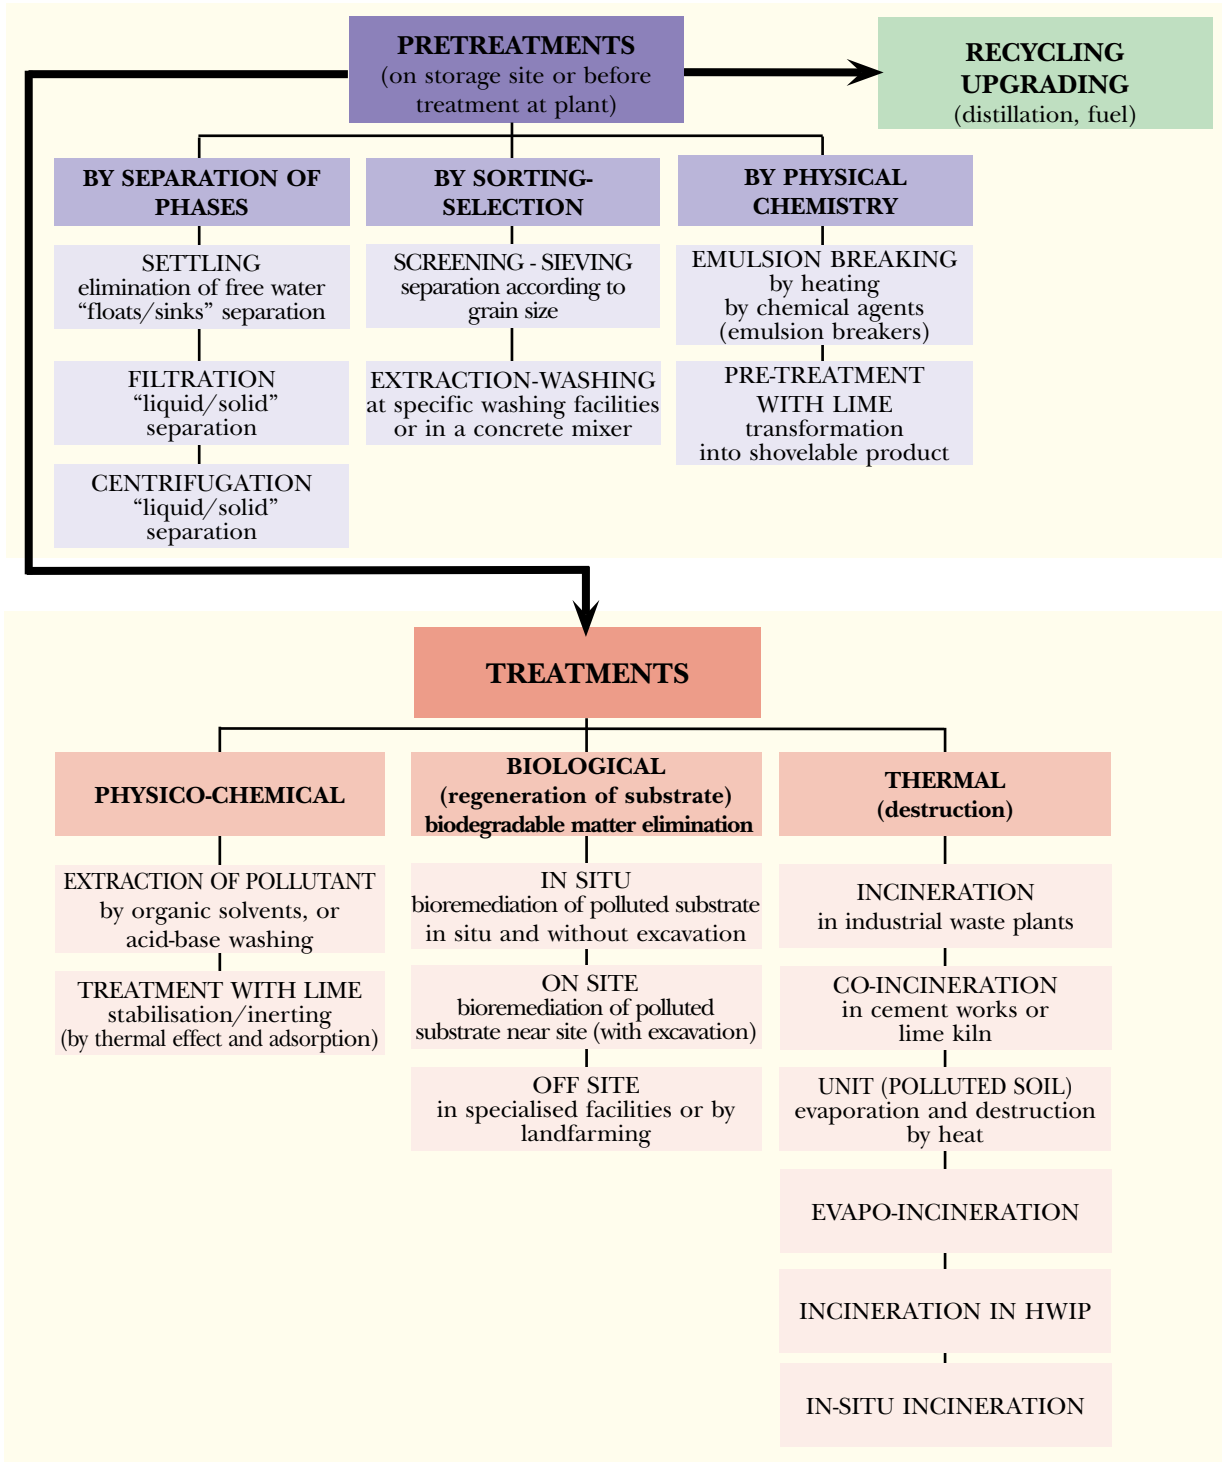 PRETREATMENTS
(on storage site or before
treatment at plant)
RECYCLING
UPGRADING
(distillation, fuel)
BY SEPARATION OF
PHASES
SETTLING
elimination of free water
“floats/sinks” separation
FILTRATION
“liquid/solid”
separation
CENTRIFUGATION
“liquid/solid”
separation
BY SORTING-
SELECTION
SCREENING - SIEVING
separation according to
grain size
EXTRACTION-WASHING
at specific washing facilities
or in a concrete mixer
BY PHYSICAL
CHEMISTRY
EMULSION BREAKING
by heating
by chemical agents
(emulsion breakers)
PRE-TREATMENT
WITH LIME
transformation
into shovelable product
TREATMENTS
PHYSICO-CHEMICAL
EXTRACTION OF POLLUTANT
by organic solvents, or
acid-base washing
TREATMENT WITH LIME
stabilisation/inerting
(by thermal effect and adsorption)
BIOLOGICAL
(regeneration of substrate)
biodegradable matter elimination
IN SITU
bioremediation of polluted substrate
in situ and without excavation
ON SITE
bioremediation of polluted
substrate near site (with excavation)
OFF SITE
in specialised facilities or by
landfarming
THERMAL
(destruction)
INCINERATION
in industrial waste plants
CO-INCINERATION
in cement works or
lime kiln
UNIT (POLLUTED SOIL)
evaporation and destruction
by heat
EVAPO-INCINERATION
INCINERATION IN HWIP
IN-SITU INCINERATION